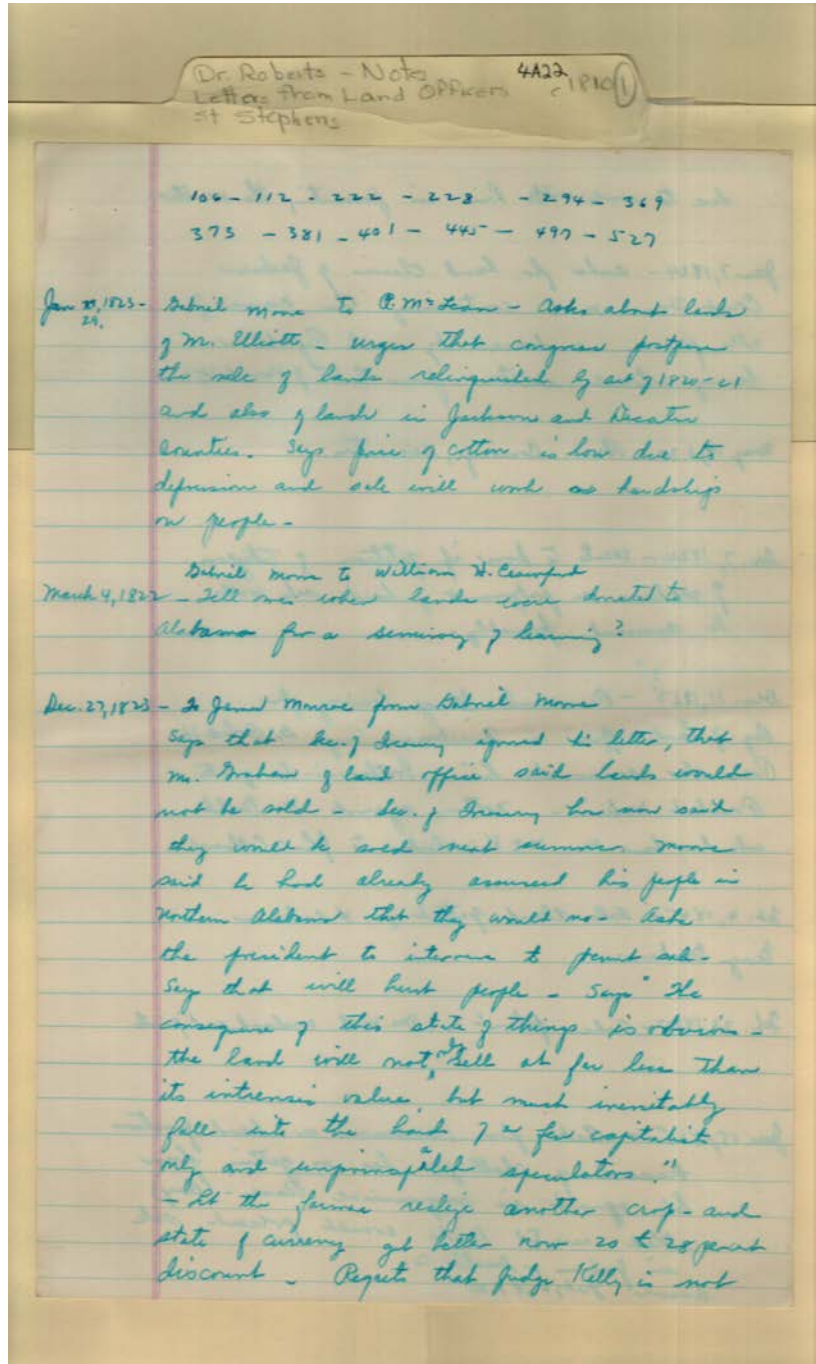 Dr. Roberts - Notes 4A22 c1810 (1)
Letters from Land Officers
St Stephens
106 - 112 - 222 - 228 - 294 - 369
373 - 381 - 401 - 445 - 497 - 527
Jan 1823 - Gabriel Moore to McLean - Asks about lands
29.
of M. Elliott - urges that congress postpone
the sale of lands relinquished by act of 1820-21
and also of lands in Jackson and Decatur
counties. Says price of cotton is low due to
depression and sale will work hardships
on people -
Gabriel Moore to William H. Crawford
March 4, 1822 - Tell me when lands were donated to
Alabama for a seminary of learning?
Dec. 27, 1823 - To James Monroe from Gabriel Moore
Says that Sec. of Treasury ignored his letter, that
Mr. Graham of land office said lands would
not be sold - Sec. of Treasury has now said
they would be sold next summer. Moore
said he had already assured his people in
northern Alabama that they would no - Asks
the president to intervene to sale -
Says that will hurt people - Says "The
consequence of this state of things is obvious -
the land will not, sell at far less than
its intrensic value, but must inevitably
fall into the hands of a few capitalist
only and unprincipaled speculators."
- Let the farmer realize another crop - and
state of currency get better now 20 to 28 percent
discount - Regrets that Judge Kelly is not